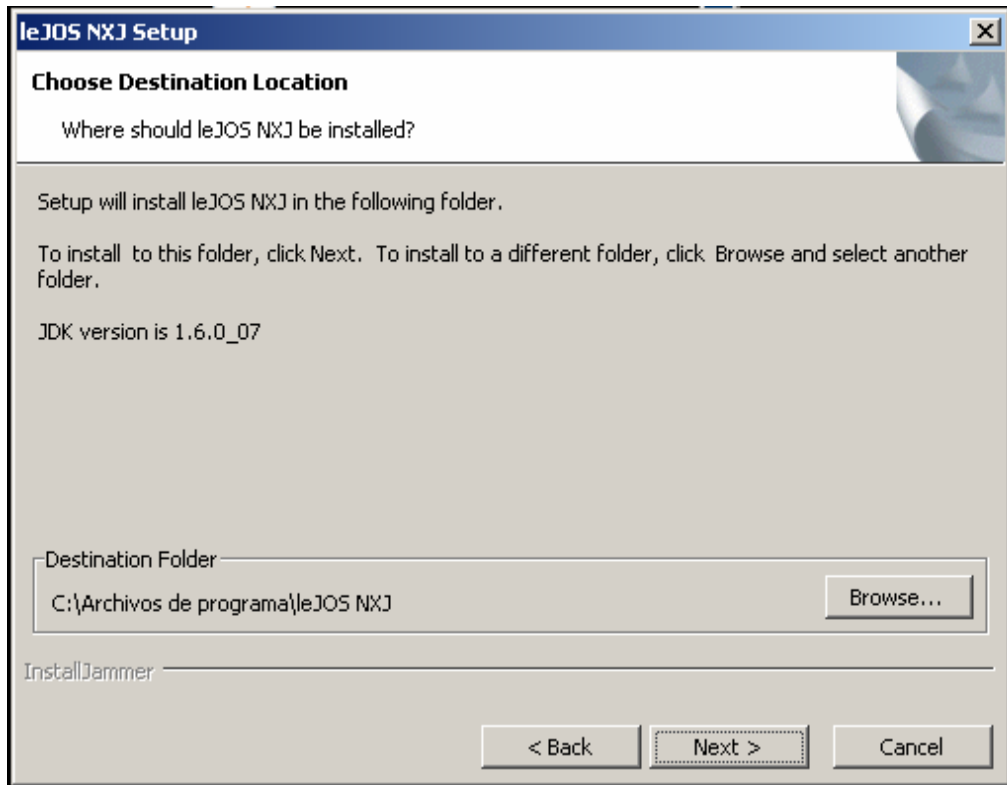 leJOS NXJ Setup
Choose Destination Location
Where should leJOS NXJ be installed?
Setup will install leJOS NXJ in the following folder.
To install  to this folder, click Next.  To install to a different folder, click  Browse and select another
folder.
JDK version is 1.6.0_07
Destination Folder
C:\Archivos de programa\leJOS NXJ
Browse...
InstallJammer
< Back
Next >
Cancel